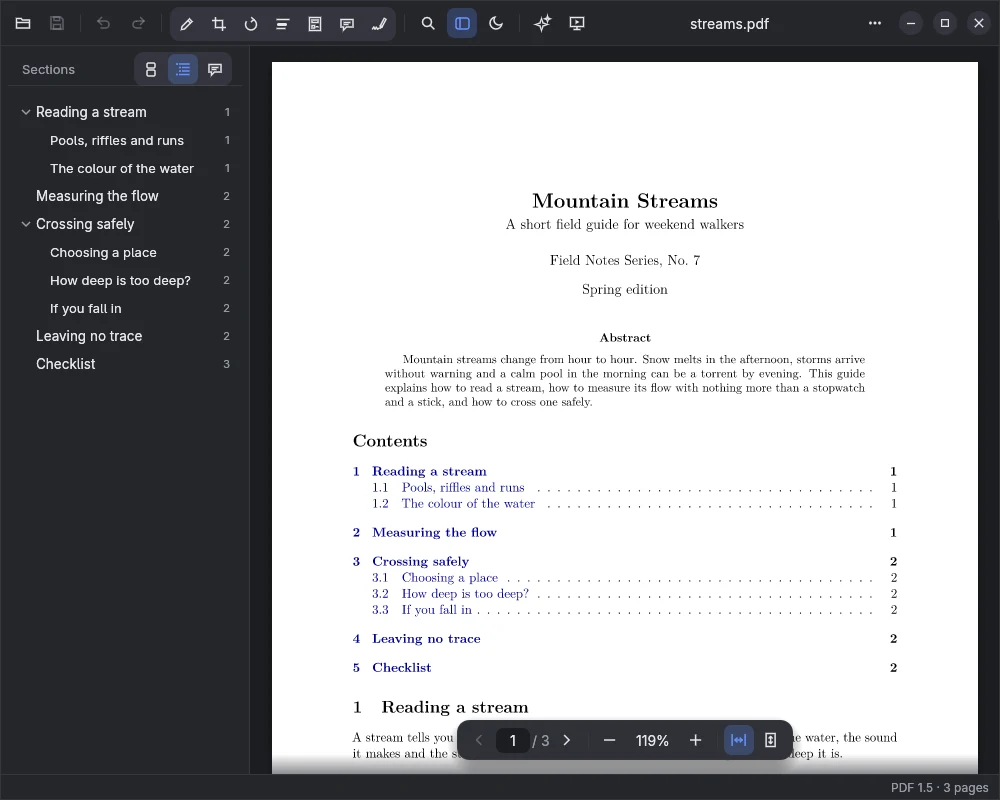 streams.pdf
Sections
Reading a stream 1
Pools, riffles and runs 1
The colour of the water 1
Measuring the flow 2
Crossing safely 2
Choosing a place 2
How deep is too deep? 2
If you fall in 2
Leaving no trace 2
Checklist 3
Mountain Streams
A short field guide for weekend walkers
Field Notes Series, No. 7
Spring edition
Abstract
Mountain streams change from hour to hour. Snow melts in the afternoon, storms arrive
without warning and a calm pool in the morning can be a torrent by evening. This guide
explains how to read a stream, how to measure its flow with nothing more than a stopwatch
and a stick, and how to cross one safely.
Contents
1 Reading a stream 1
1.1 Pools, riffles and runs . . . . . . . . . . . . . . . . . . . . . . . . . . . . . . . . . . 1
1.2 The colour of the water . . . . . . . . . . . . . . . . . . . . . . . . . . . . . . . . . 1
2 Measuring the flow 1
3 Crossing safely 2
3.1 Choosing a place . . . . . . . . . . . . . . . . . . . . . . . . . . . . . . . . . . . . . 2
3.2 How deep is too deep? . . . . . . . . . . . . . . . . . . . . . . . . . . . . . . . . . . 2
3.3 If you fall in . . . . . . . . . . . . . . . . . . . . . . . . . . . . . . . . . . . . . . . . 2
4 Leaving no trace 2
5 Checklist 2
1 Reading a stream
A stream tells you water, the sound
it makes and the deep it is.
1 / 3 119%
PDF 1.5 · 3 pages